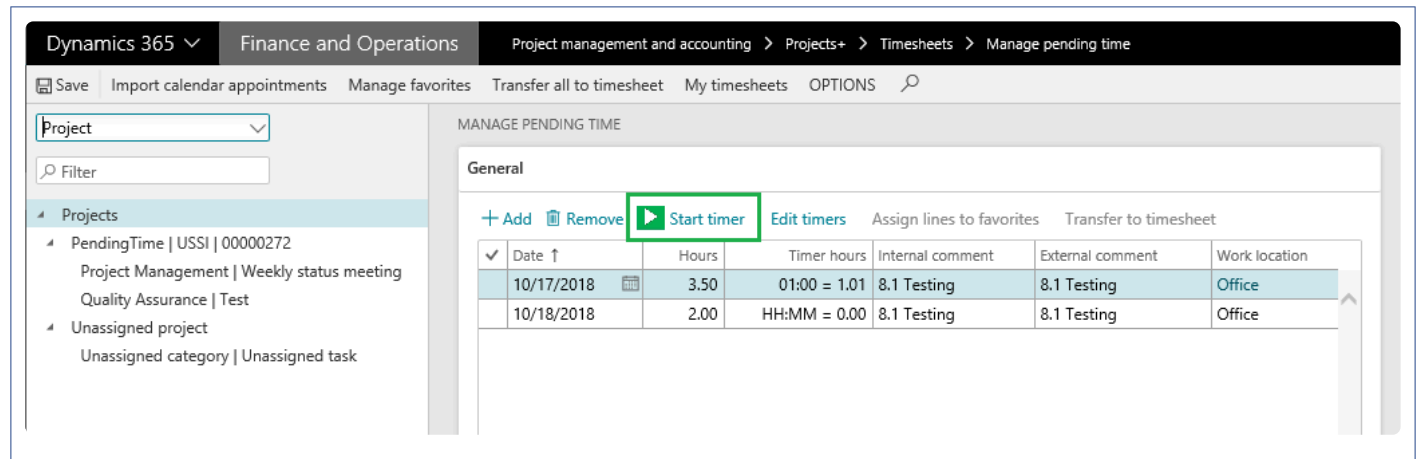 Dynamics 365 Finance and Operations Project management and accounting > Projects+ > Timesheets > Manage pending time
Save Import calendar appointments Manage favorites Transfer all to timesheet My timesheets OPTIONS
Project
Filter
Projects
PendingTime | USSI | 00000272
Project Management | Weekly status meeting
Quality Assurance | Test
Unassigned project
Unassigned category | Unassigned task
MANAGE PENDING TIME
General
+ Add Remove Start timer Edit timers Assign lines to favorites Transfer to timesheet
✓ Date ↑ Hours Timer hours Internal comment External comment Work location
10/17/2018 3.50 01:00 = 1.01 8.1 Testing 8.1 Testing Office
10/18/2018 2.00 HH:MM = 0.00 8.1 Testing 8.1 Testing Office